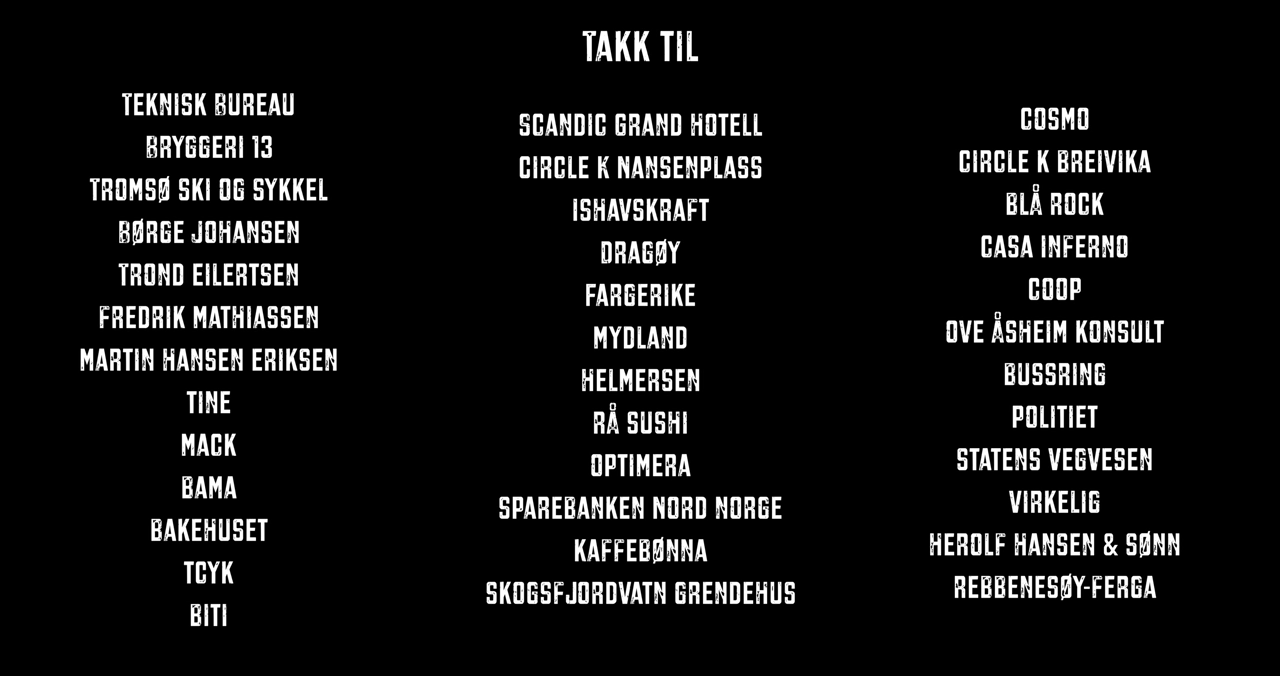 TAKK TIL
TEKNISK BUREAU
BRYGGERI 13
TROMSØ SKI OG SYKKEL
BØRGE JOHANSEN
TROND EILERTSEN
FREDRIK MATHIASSEN
MARTIN HANSEN ERIKSEN
TINE
MACK
BAMA
BAKEHUSET
TCYK
BITI
SCANDIC GRAND HOTELL
CIRCLE K NANSENPLASS
ISHAVSKRAFT
DRAGØY
FARGERIKE
MYDLAND
HELMERSEN
RÅ SUSHI
OPTIMERA
SPAREBANKEN NORD NORGE
KAFFEBØNNA
SKOGSFJORDVATN GRENDEHUS
COSMO
CIRCLE K BREIVIKA
BLÅ ROCK
CASA INFERNO
COOP
OVE ÅSHEIM KONSULT
BUSSRING
POLITIET
STATENS VEGVESEN
VIRKELIG
HEROLF HANSEN & SØNN
REBBENESØY-FERGA